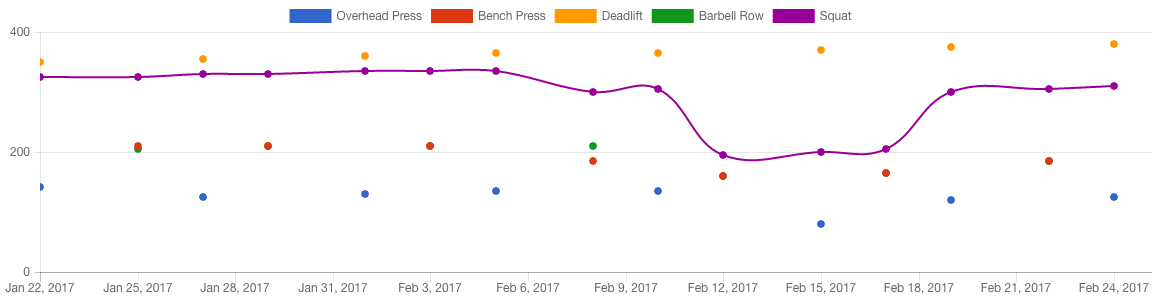 Overhead Press Bench Press Deadlift Barbell Row Squat
400
200
0
Jan 22, 2017 Jan 25, 2017 Jan 28, 2017 Jan 31, 2017 Feb 3, 2017 Feb 6, 2017 Feb 9, 2017 Feb 12, 2017 Feb 15, 2017 Feb 18, 2017 Feb 21, 2017 Feb 24, 2017